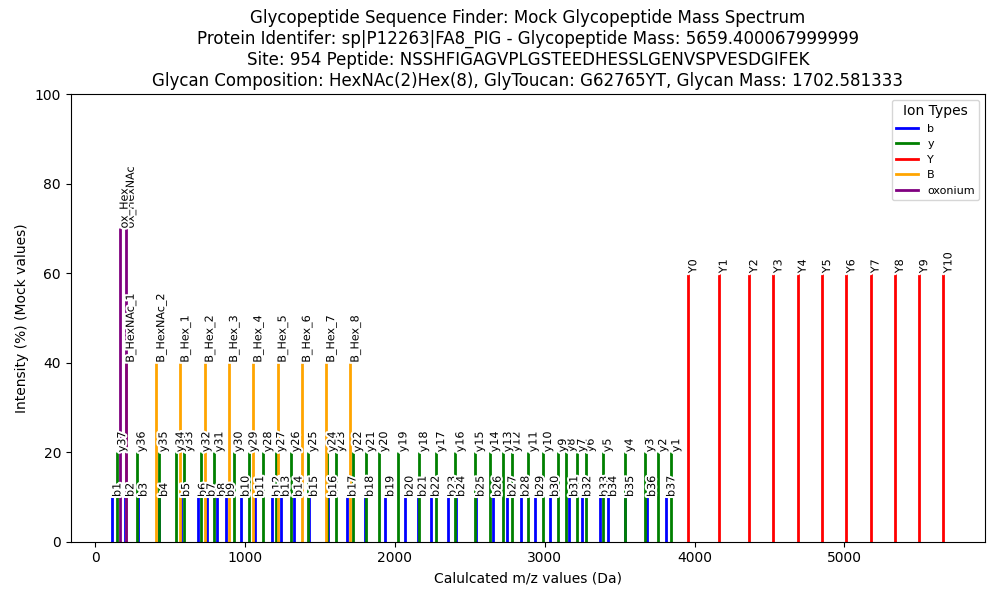 Glycopeptide Sequence Finder: Mock Glycopeptide Mass Spectrum
Protein Identifer: sp|P12263|FA8_PIG - Glycopeptide Mass: 5659.400067999999
Site: 954 Peptide: NSSHFIGAGVPLGSTEEDHESSLGENVSPVESDGIFEK
Glycan Composition: HexNAc(2)Hex(8), GlyToucan: G62765YT, Glycan Mass: 1702.581333
Intensity (%) (Mock values)
100
80
60
40
20
0
Ion Types
b
y
Y
B
oxonium
ox_Hex
ox_HexNAc
B_HexNAc_1
B_HexNAc_2
B_Hex_1
B_Hex_2
B_Hex_3
B_Hex_4
B_Hex_5
B_Hex_6
B_Hex_7
B_Hex_8
Y0
Y1
Y2
Y3
Y4
Y5
Y6
Y7
Y8
Y9
Y10
y37
y36
y35
y34
y33
y32
y31
y30
y29
y28
y27
y26
y25
y24
y23
y22
y21
y20
y19
y18
y17
y16
y15
y14
y13
y12
y11
y10
y9
y8
y7
y6
y5
y4
y3
y2
y1
b1
b2
b3
b4
b5
b6
b7
b8
b9
b10
b11
b12
b13
b14
b15
b16
b17
b18
b19
b20
b21
b22
b24
b25
b26
b27
b28
b29
b30
b31
b32
b33
b34
b35
b36
b37
0
1000
2000
3000
4000
5000
Calulcated m/z values (Da)